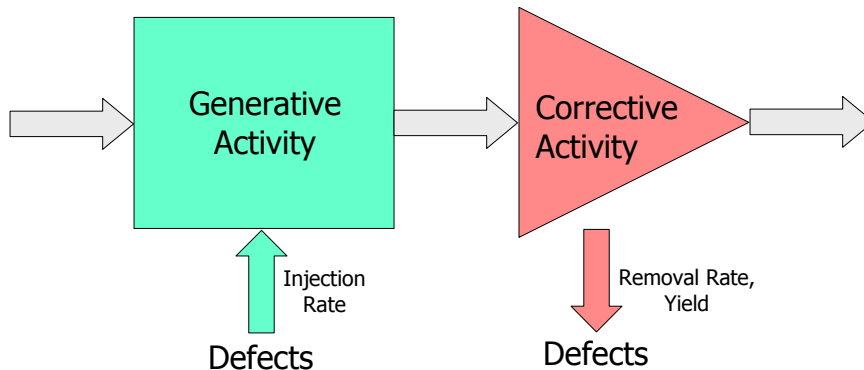 Generative
Activity
Corrective
Activity
Injection
Rate
Removal Rate,
Yield
Defects
Defects